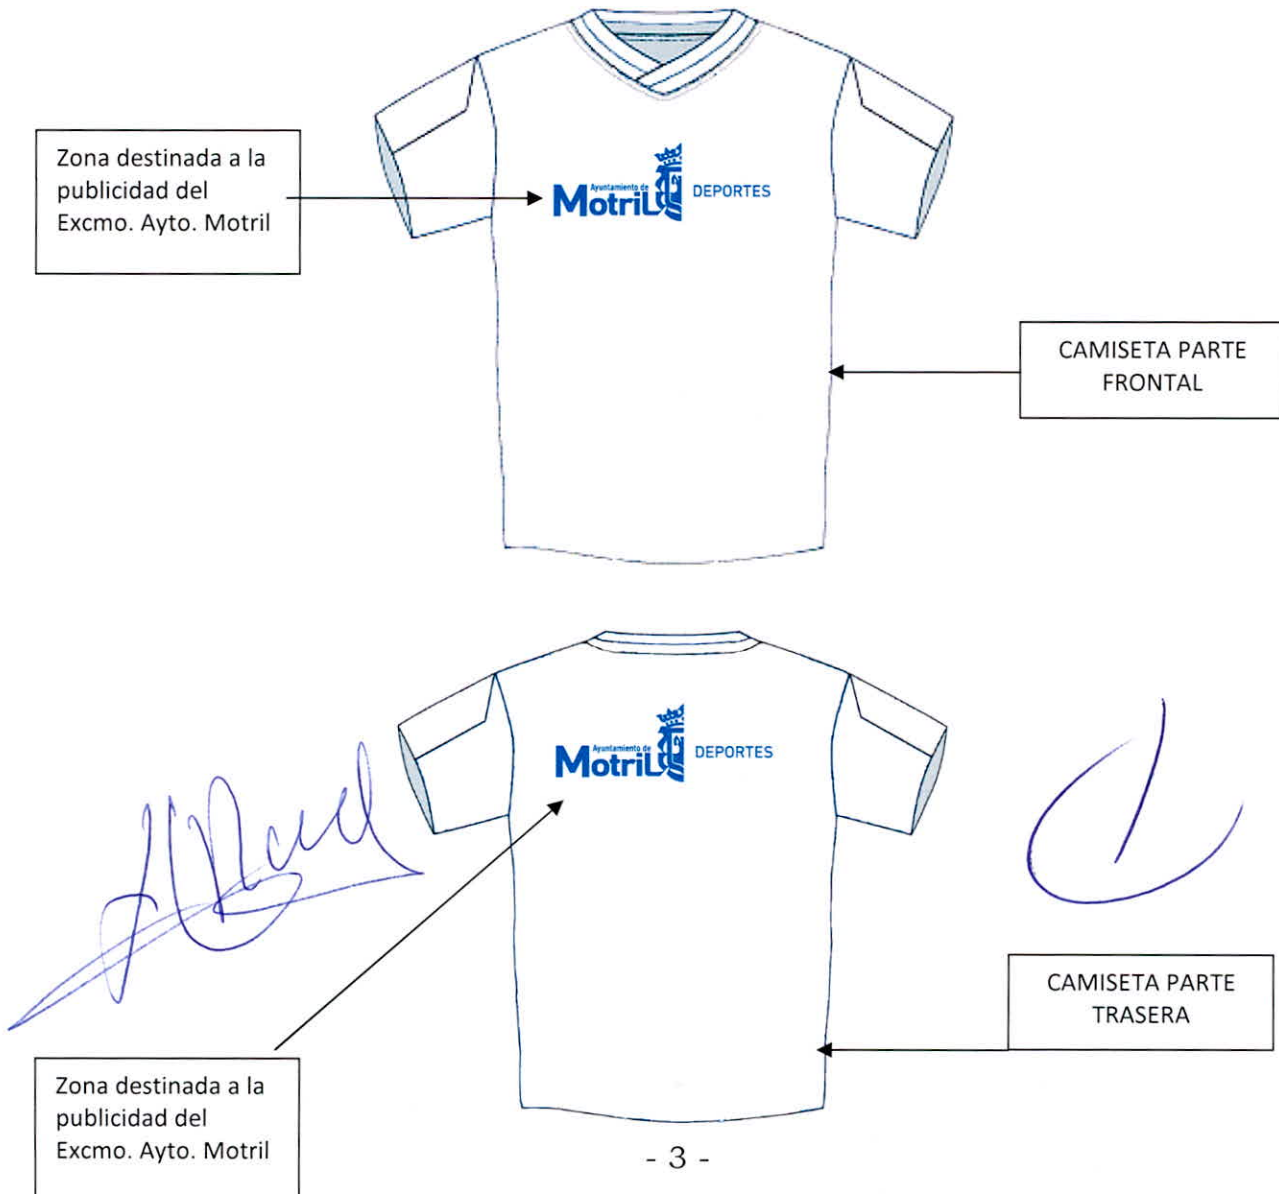 Zona destinada a la
publicidad del
Excmo. Ayto. Motril
Ayuntamiento de
Motril
DEPORTES
CAMISETA PARTE
FRONTAL
Ayuntamiento de
Motril
DEPORTES
CAMISETA PARTE
TRASERA
Zona destinada a la
publicidad del
Excmo. Ayto. Motril
- 3 -